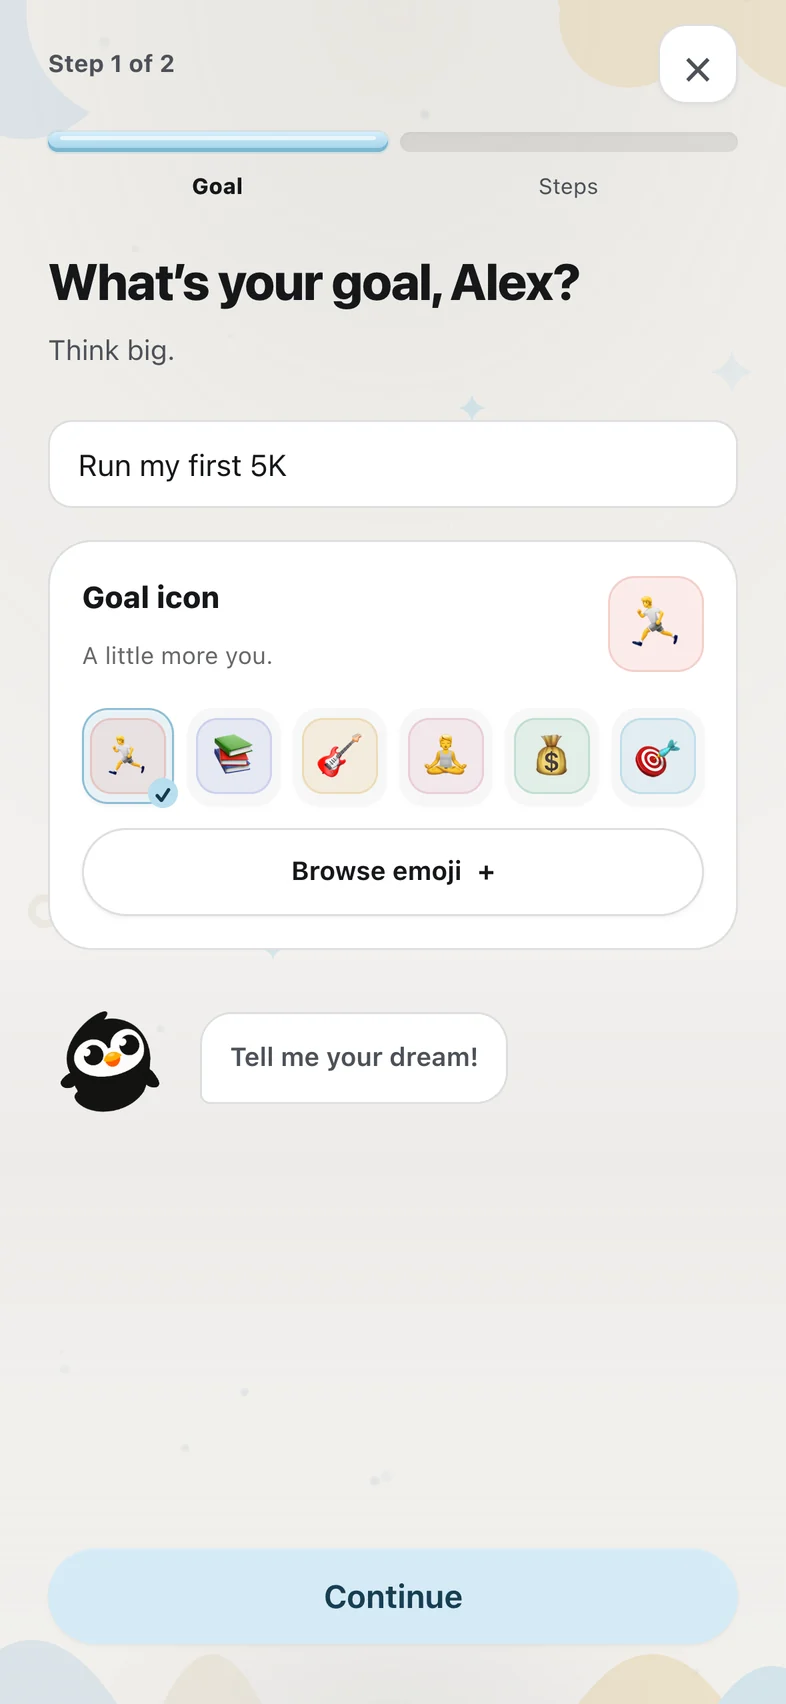 Step 1 of 2
Goal
Steps
What's your goal, Alex?
Think big.
Run my first 5K
Goal icon
A little more you.
$
Browse emoji +
Tell me your dream!
Continue